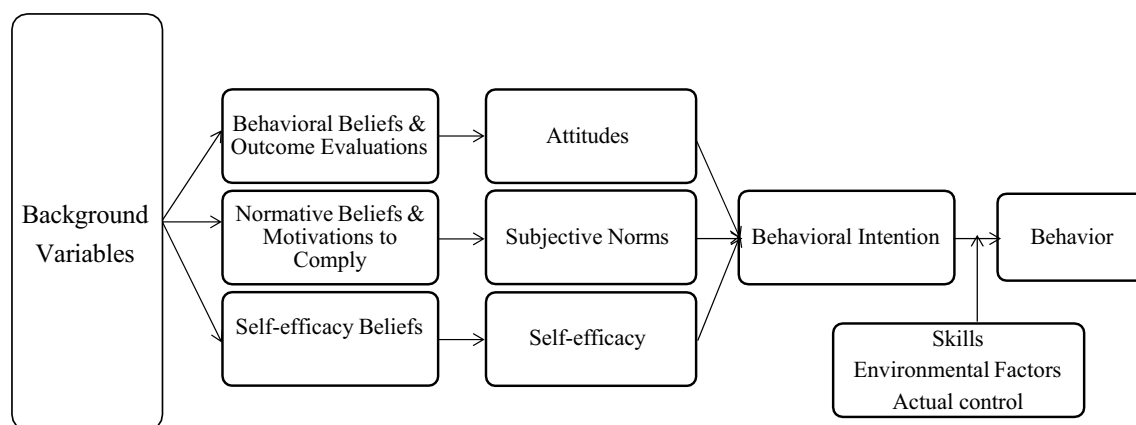 Background
Variables
Behavioral Beliefs &
Outcome Evaluations
Normative Beliefs &
Motivations to
Comply
Self-efficacy Beliefs
Attitudes
Subjective Norms
Self-efficacy
Behavioral Intention
Behavior
Skills
Environmental Factors
Actual control